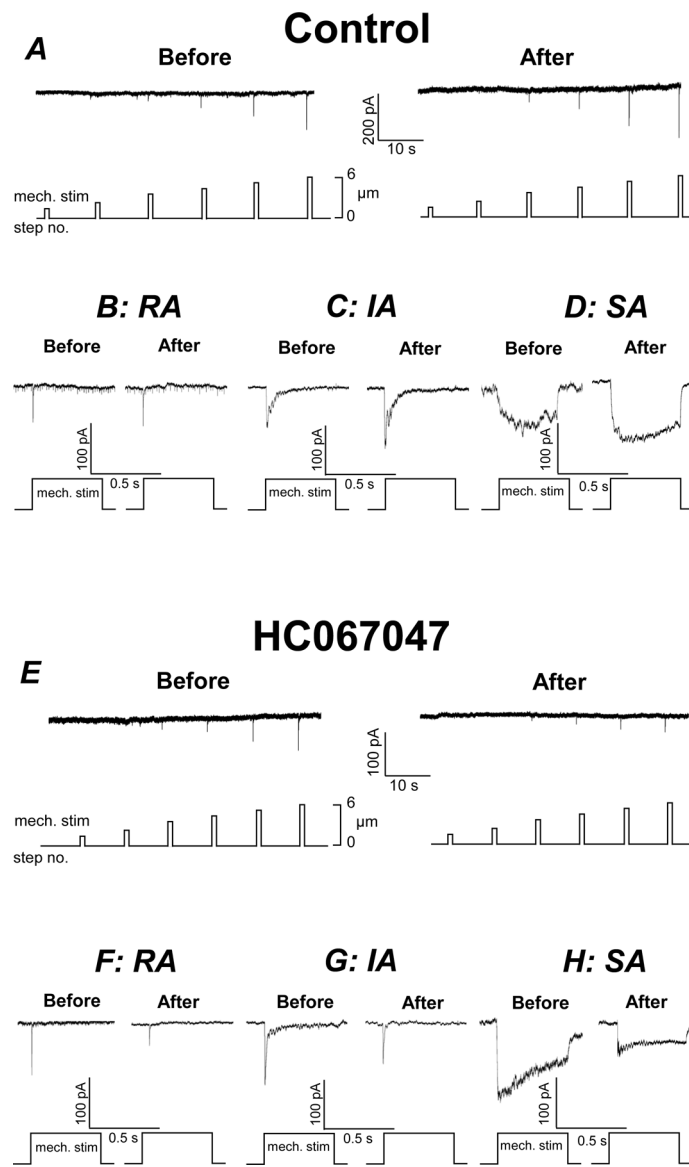 Control
A
Before
After
200 pA
10 s
mech. stim
step no.
6
µm
0
B: RA
C: IA
D: SA
Before
After
Before
After
Before
After
100 pA
100 pA
100 pA
mech. stim
0.5 s
mech. stim
0.5 s
mech. stim
0.5 s
HC067047
E
Before
After
100 pA
10 s
mech. stim
step no.
6
µm
0
F: RA
G: IA
H: SA
Before
After
Before
After
Before
After
100 pA
100 pA
100 pA
mech. stim
0.5 s
mech. stim
0.5 s
mech. stim
0.5 s